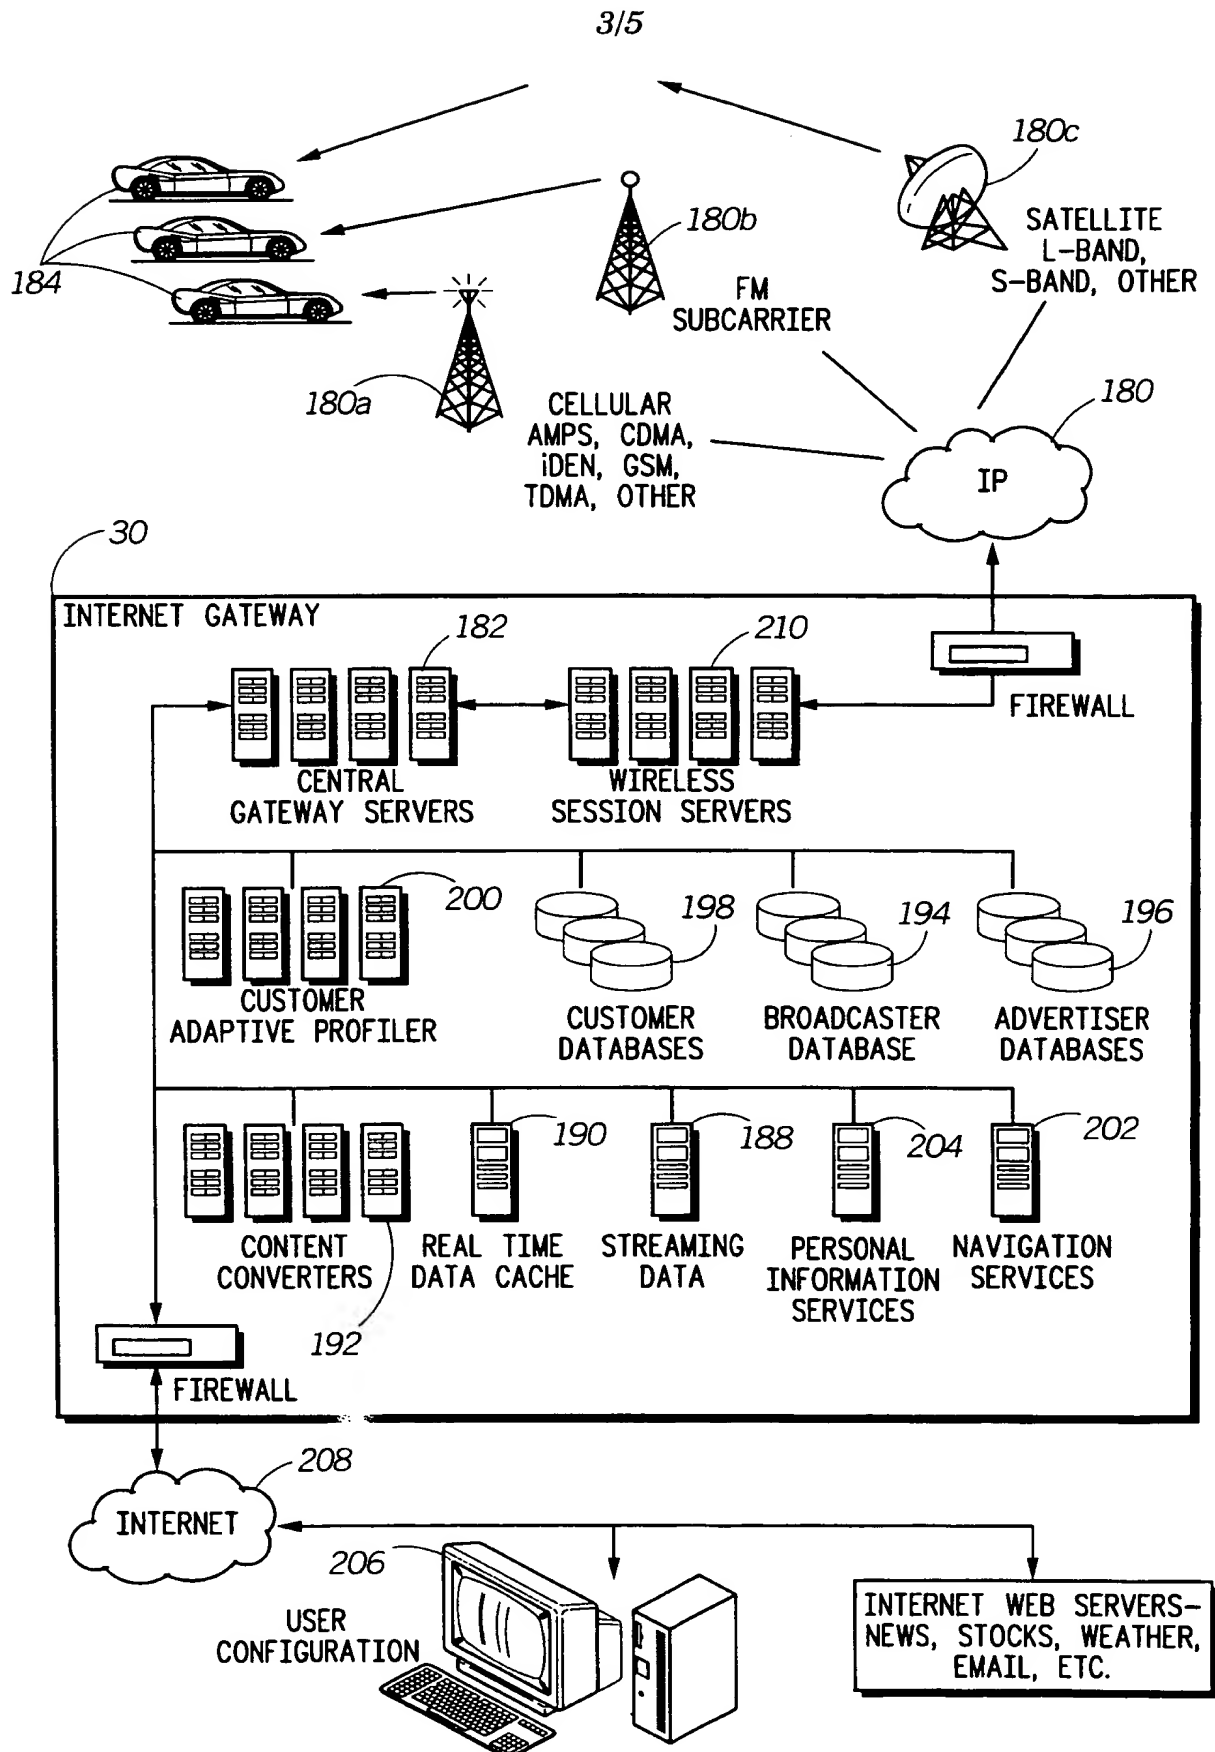 3/5
180c
SATELLITE
L-BAND,
S-BAND, OTHER
180b
FM
SUBCARRIER
184
180a
CELLULAR
AMPS, CDMA,
iDEN, GSM,
TDMA, OTHER
180
IP
30
INTERNET GATEWAY
182
210
FIREWALL
CENTRAL
GATEWAY SERVERS
WIRELESS
SESSION SERVERS
200
198
194
196
CUSTOMER
ADAPTIVE PROFILER
CUSTOMER
DATABASES
BROADCASTER
DATABASE
ADVERTISER
DATABASES
190
188
204
202
CONTENT
CONVERTERS
REAL TIME
DATA CACHE
STREAMING
DATA
PERSONAL
INFORMATION
SERVICES
NAVIGATION
SERVICES
192
FIREWALL
208
INTERNET
206
USER
CONFIGURATION
INTERNET WEB SERVERS-
NEWS, STOCKS, WEATHER,
EMAIL, ETC.